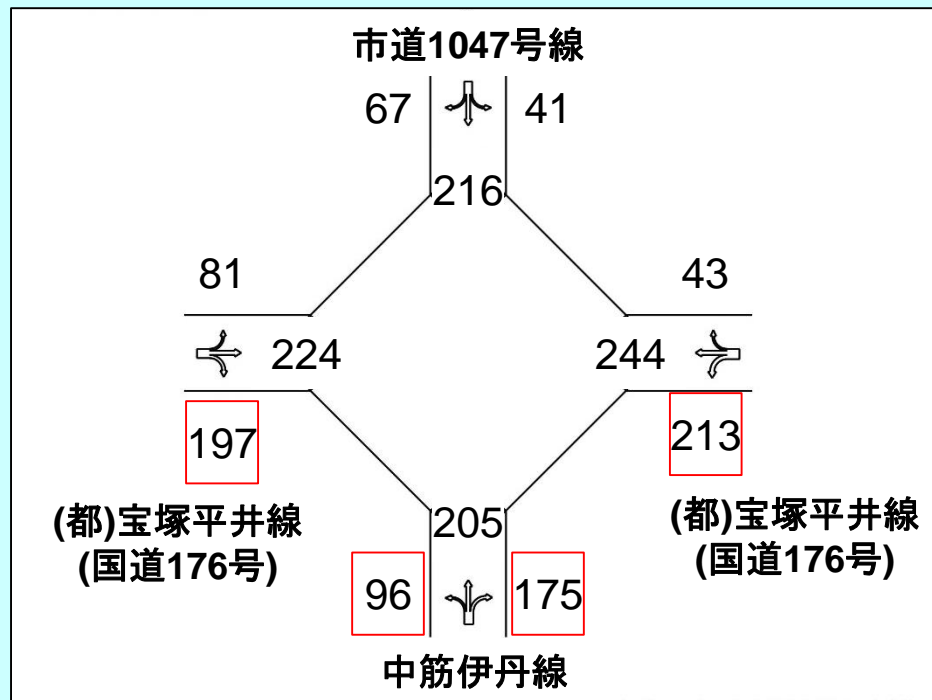 市道1047号線
67
41
216
81
43
224
244
197
213
(都)宝塚平井線
(国道176号)
(都)宝塚平井線
(国道176号)
205
96
175
中筋伊丹線